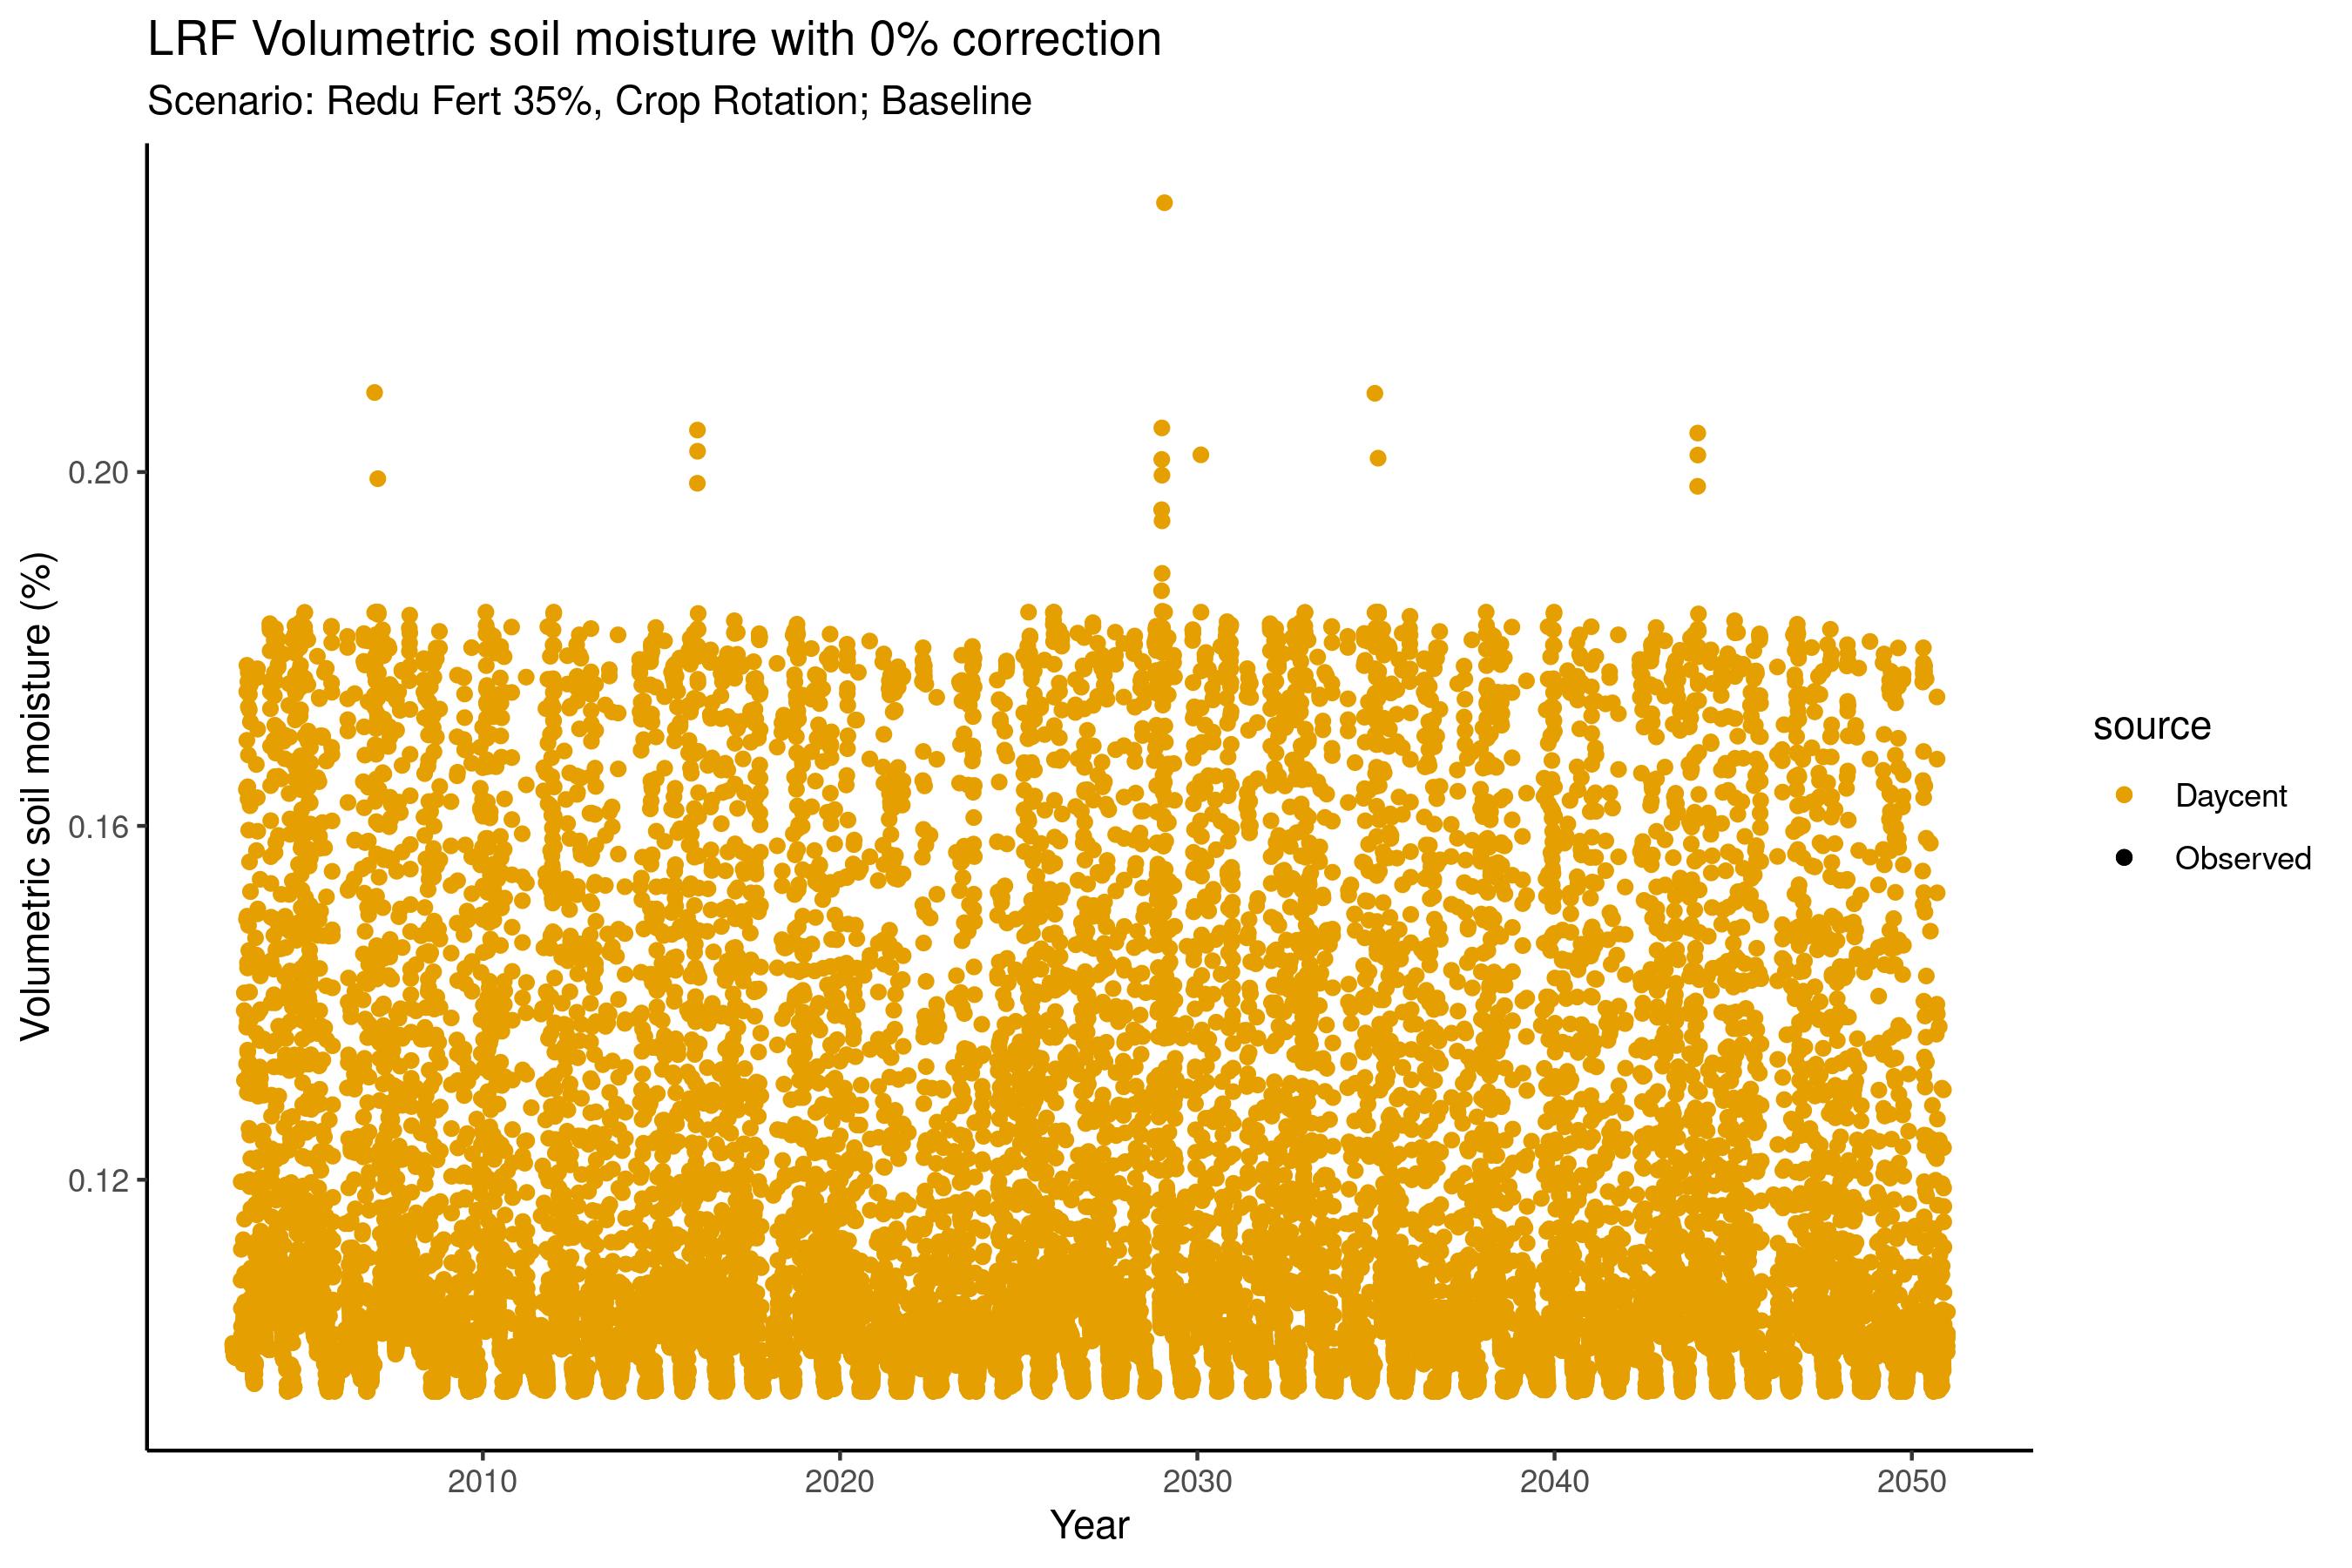 LRF Volumetric soil moisture with 0% correction
Scenario: Redu Fert 35%, Crop Rotation; Baseline
Volumetric soil moisture (%)
0.20
0.16
0.12
2010
2020
2030
2040
2050
Year
source
Daycent
Observed